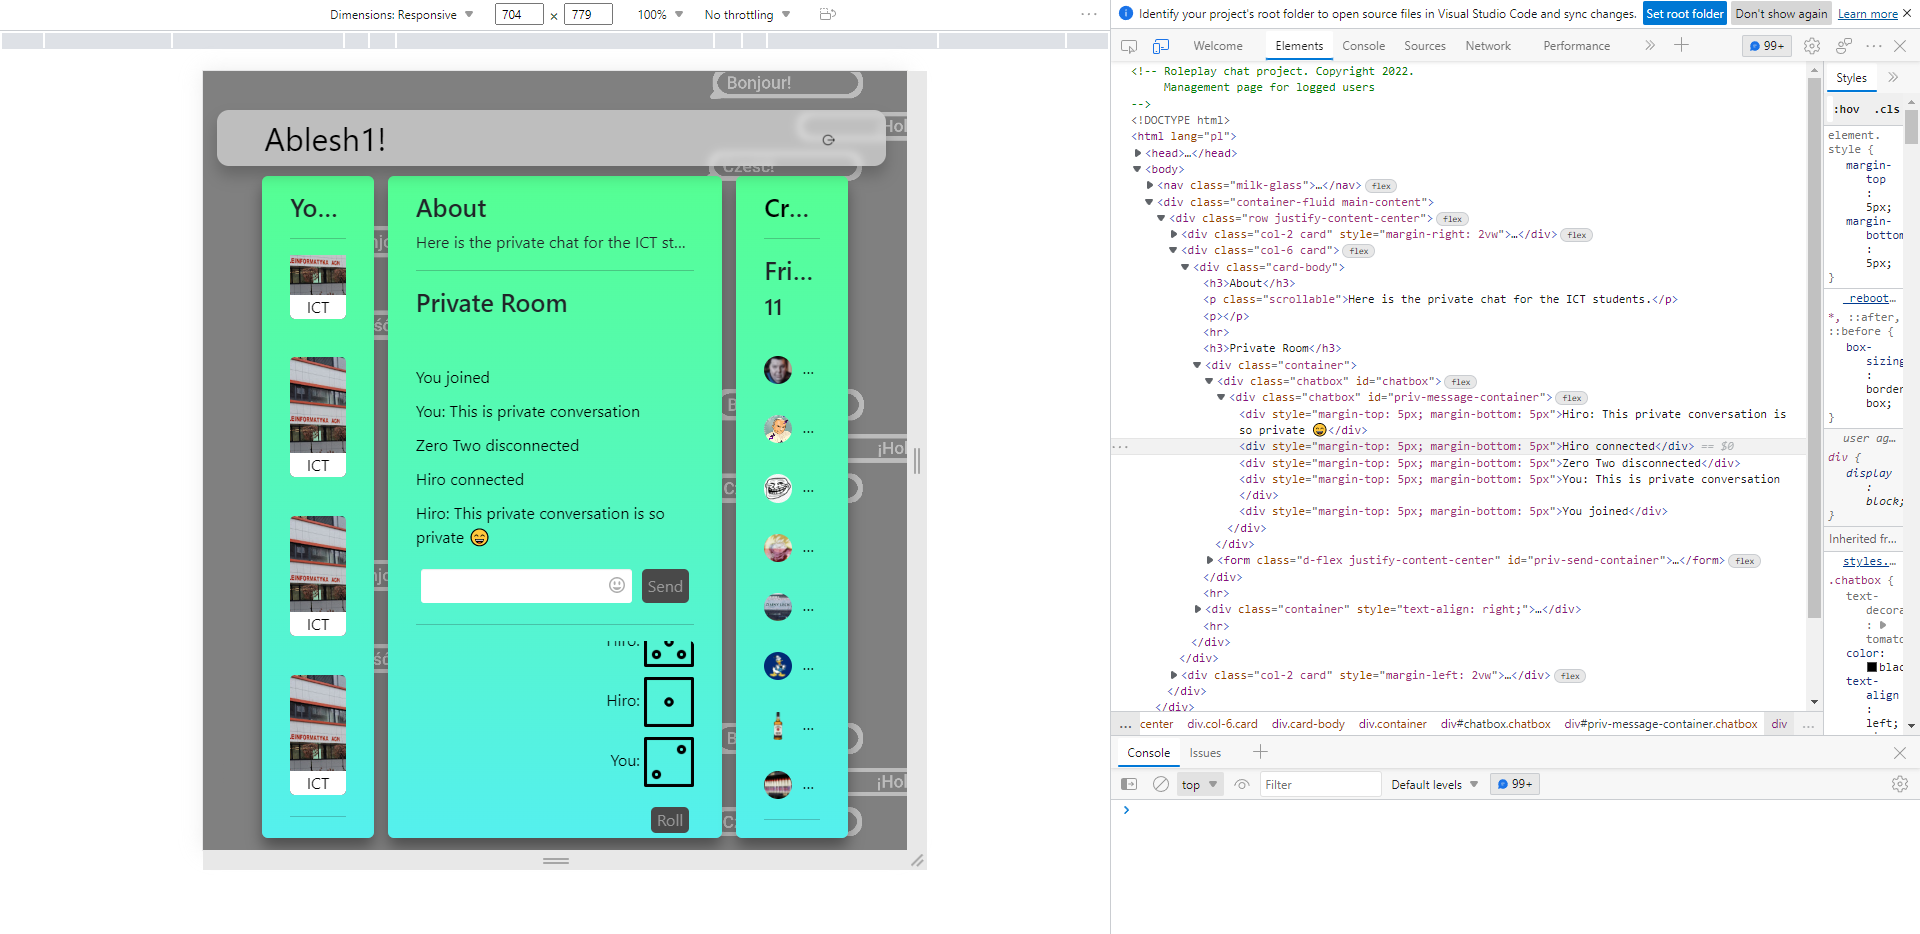 Dimensions: Responsive
704 x 779
100%
No throttling
Bonjour!
Hol
Ablesh1!
Cześć!
Yo...
ICT
ICT
ICT
ICT
About
Here is the private chat for the ICT st...
Private Room
You joined
You: This is private conversation
Zero Two disconnected
Hiro connected
Hiro: This private conversation is so
private 😄
Send
Hiro:
Hiro:
You:
Roll
Cr...
Fri...
11
...
...
...
...
...
...
...
...
¡Hol
¡Hol
Identify your project's root folder to open source files in Visual Studio Code and sync changes.
Set root folder
Don't show again
Learn more
Welcome
Elements
Console
Sources
Network
Performance
99+
<!-- Roleplay chat project. Copyright 2022.
Management page for logged users
-->
<!DOCTYPE html>
<html lang="pl">
<head>…</head>
<body>
<nav class="milk-glass">…</nav> flex
<div class="container-fluid main-content">
<div class="row justify-content-center"> flex
<div class="col-2 card" style="margin-right: 2vw">…</div> flex
<div class="col-6 card"> flex
<div class="card-body">
<h3>About</h3>
<p class="scrollable">Here is the private chat for the ICT students.</p>
<p></p>
<hr>
<h3>Private Room</h3>
<div class="container">
<div class="chatbox" id="chatbox"> flex
<div class="chatbox" id="priv-message-container"> flex
<div style="margin-top: 5px; margin-bottom: 5px">Hiro: This private conversation is
so private 😄</div>
<div style="margin-top: 5px; margin-bottom: 5px">Hiro connected</div> == $0
<div style="margin-top: 5px; margin-bottom: 5px">Zero Two disconnected</div>
<div style="margin-top: 5px; margin-bottom: 5px">You: This is private conversation
</div>
<div style="margin-top: 5px; margin-bottom: 5px">You joined</div>
</div>
</div>
<form class="d-flex justify-content-center" id="priv-send-container">…</form> flex
</div>
<hr>
<div class="container" style="text-align: right;">…</div>
<hr>
</div>
</div>
<div class="col-2 card" style="margin-left: 2vw">…</div> flex
</div>
</div>
... center div.col-6.card div.card-body div.container div#chatbox.chatbox div#priv-message-container.chatbox div ...
Styles
:hov .cls
element.
style {
margin-
top
:
5px;
margin-
bottom
:
5px;
}
_reboot…
*, ::after,
::before {
box-
sizing
:
border
box;
}
user ag…
div {
display
:
block;
}
Inherited fr…
styles.…
.chatbox {
text-
decora
:
tomato
color:
blac
text-
align
:
left;
Console
Issues
top
Filter
Default levels
99+